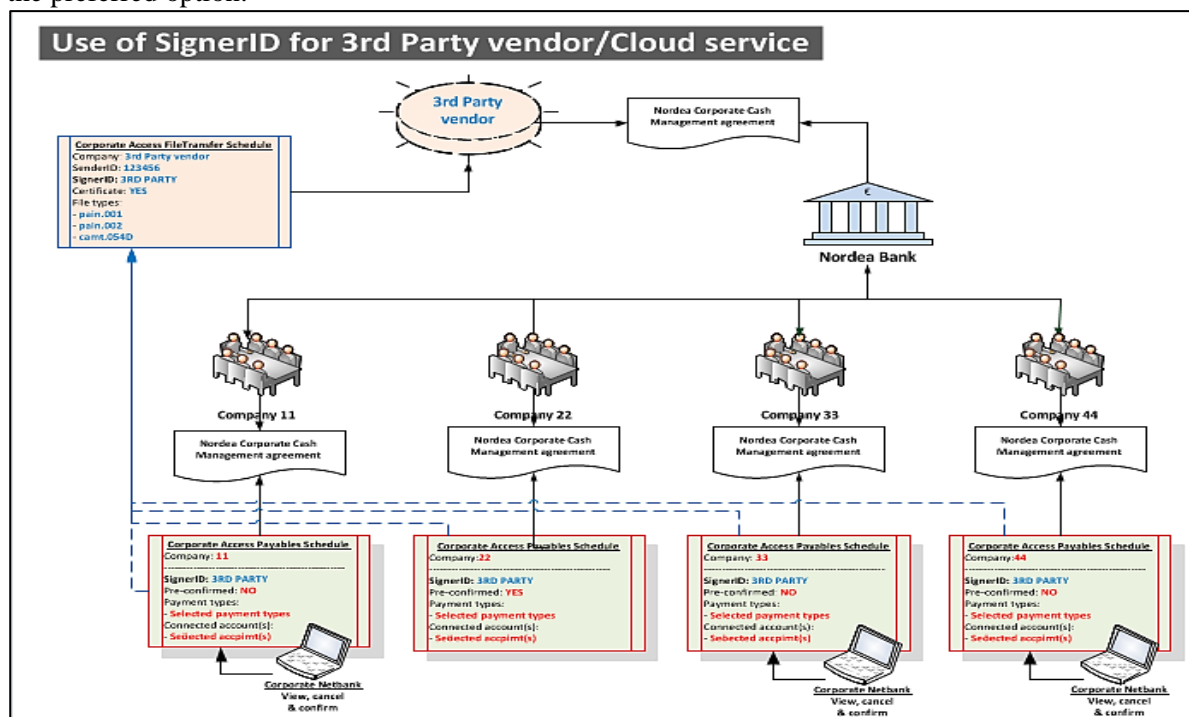 the preferred option.
Use of SignerID for 3rd Party vendor/Cloud service
3rd Party
vendor
Nordea Corporate Cash
Management agreement
Corporate Access FileTransfer Schedule
Company: 3rd Party vendor
SenderID: 123456
SignerID: 3RD PARTY
Certificate: YES
File types:
- pain.001
- pain.002
- camt.054D
€
Nordea Bank
Company 11
Company 22
Company 33
Company 44
Nordea Corporate Cash
Management agreement
Nordea Corporate Cash
Management agreement
Nordea Corporate Cash
Management agreement
Nordea Corporate Cash
Management agreement
Corporate Access Payables Schedule
Company: 11
SignerID: 3RD PARTY
Pre-confirmed: NO
Payment types:
- Selected payment types
Connected account(s):
- Seüected accpimt(s)
Corporate Netbank
View, cancel
& confirm
Corporate Access Payables Schedule
Company:22
SignerID: 3RD PARTY
Pre-confirmed: YES
Payment types:
- Selected payment types
Connected account(s):
- Seüected accpimt(s)
Corporate Access Payables Schedule
Company: 33
SignerID: 3RD PARTY
Pre-confirmed: NO
Payment types:
- Selected payment types
Connected account(s):
- Seüected accpimt(s)
Corporate Netbank
View, cancel
& confirm
Corporate Access Payables Schedule
Company:44
SignerID: 3RD PARTY
Pre-confirmed: NO
Payment types:
- Selected payment types
Connected account(s):
- Seüected accpimt(s)
Corporate Netbank
View, cancel
& confirm